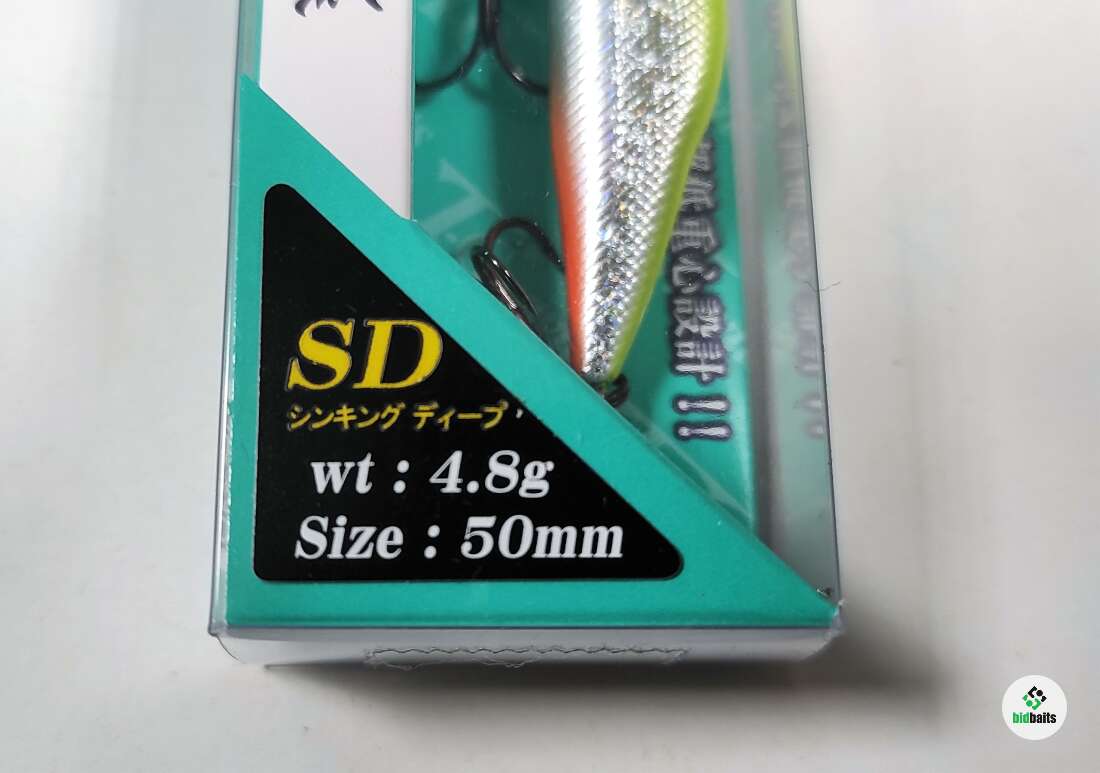 SD
シンキング ディープ
wt : 4.8g
Size : 50mm
重心設計!!
bidbaits